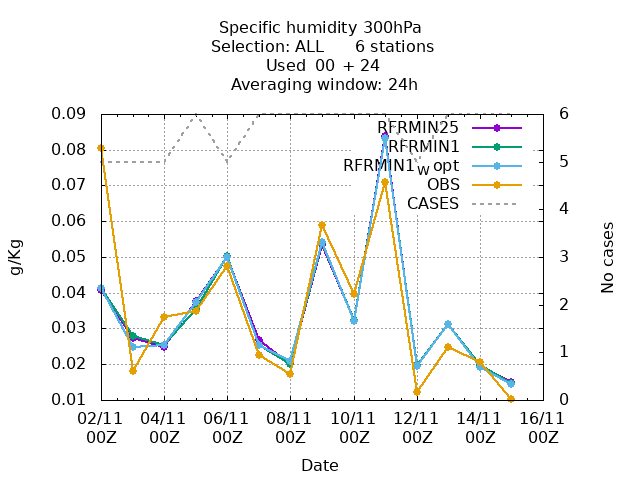 Specific humidity 300hPa
Selection: ALL 6 stations
Used 00 + 24
Averaging window: 24h
g/Kg
0.09
0.08
0.07
0.06
0.05
0.04
0.03
0.02
0.01
RFRMIN25
RFRMIN1
RFRMIN1_W opt
OBS
CASES
6
5
4
3
2
1
0
No cases
02/11 04/11 06/11 08/11 10/11 12/11 14/11 16/11
00Z 00Z 00Z 00Z 00Z 00Z 00Z 00Z
Date